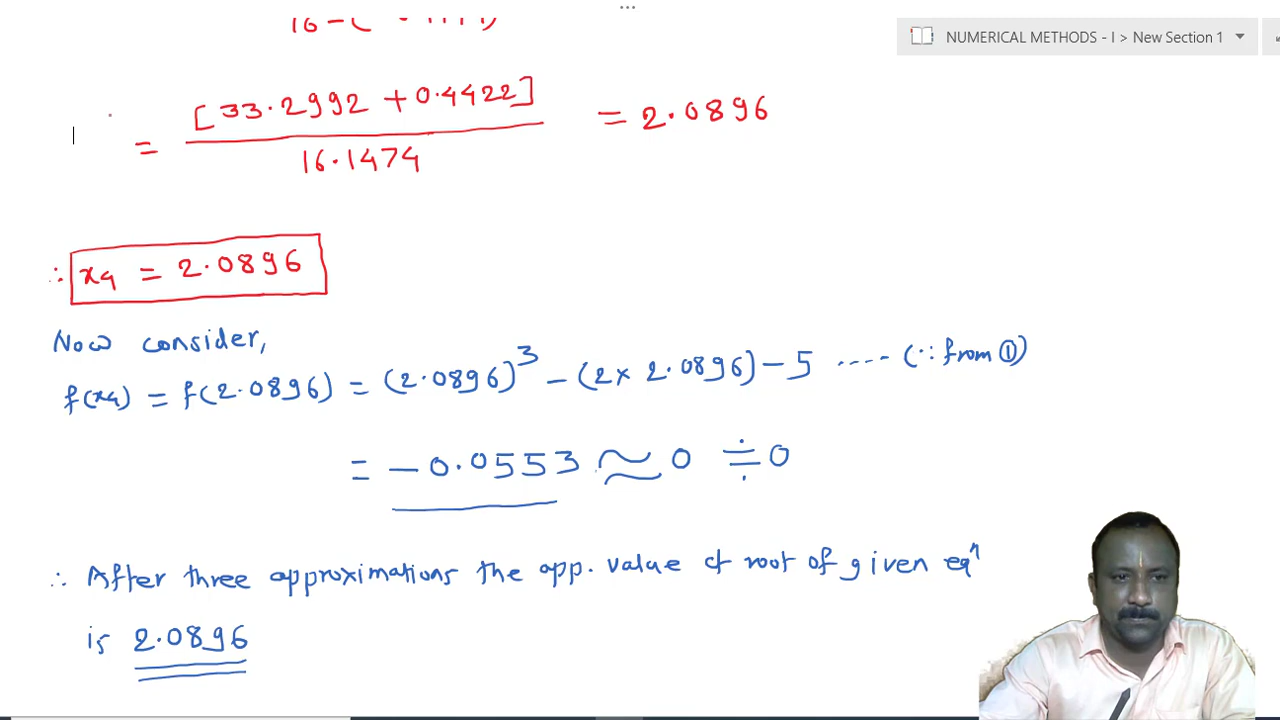 NUMERICAL METHODS - I > New Section 1
= [33.2992 + 0.4422] / 16.1474 = 2.0896
∴ x4 = 2.0896
Now consider,
f(x4) = f(2.0896) = (2.0896)³ - (2 × 2.0896) - 5 ---- (∵ from ①)
= - 0.0553 ≈ 0 ≑ 0
∴ After three approximations the app. value of root of given eqⁿ
is 2.0896